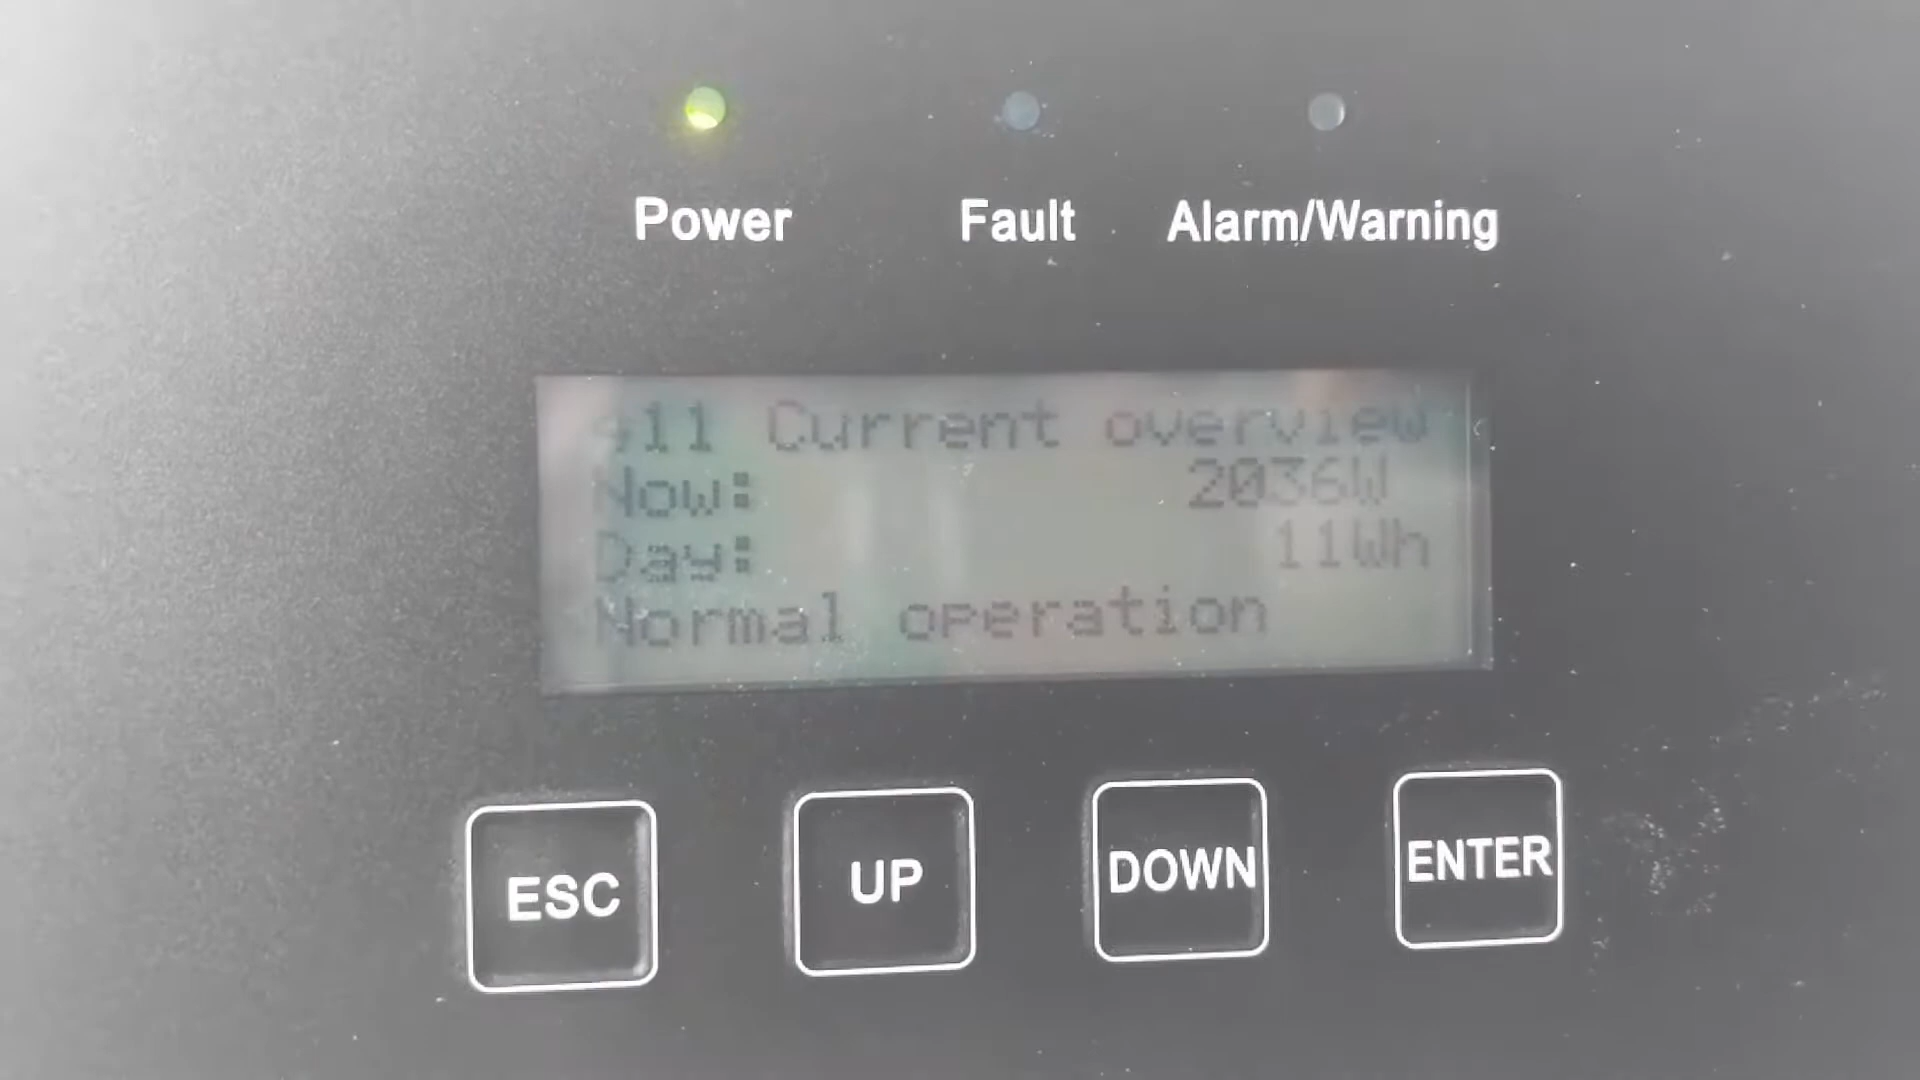 Power
Fault
Alarm/Warning
11 Current overview
Now: 2036W
Day: 11Wh
Normal operation
ESC
UP
DOWN
ENTER